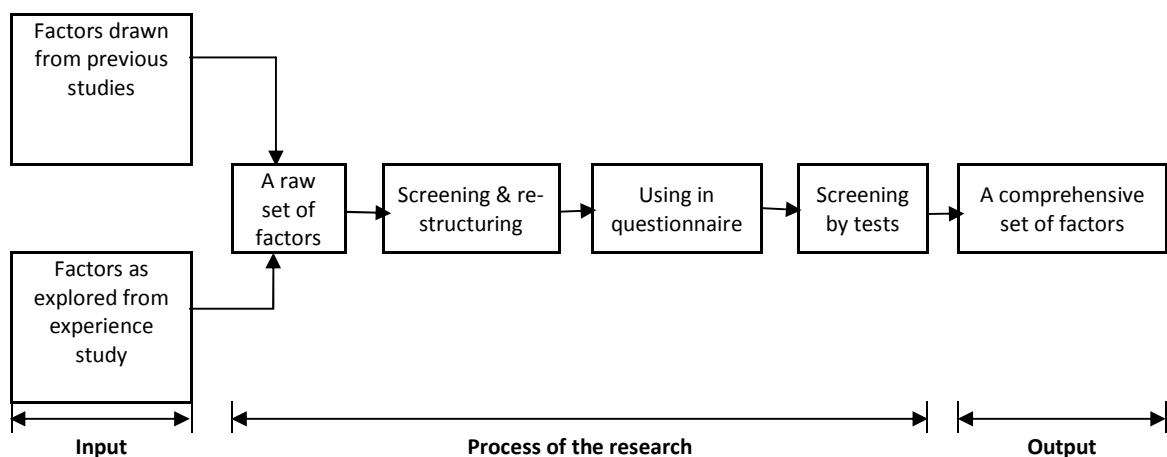 Factors drawn
from previous
studies
A raw
set of
factors
Screening & re-
structuring
Using in
questionnaire
Screening
by tests
A comprehensive
set of factors
Factors as
explored from
experience
study
Input
Process of the research
Output